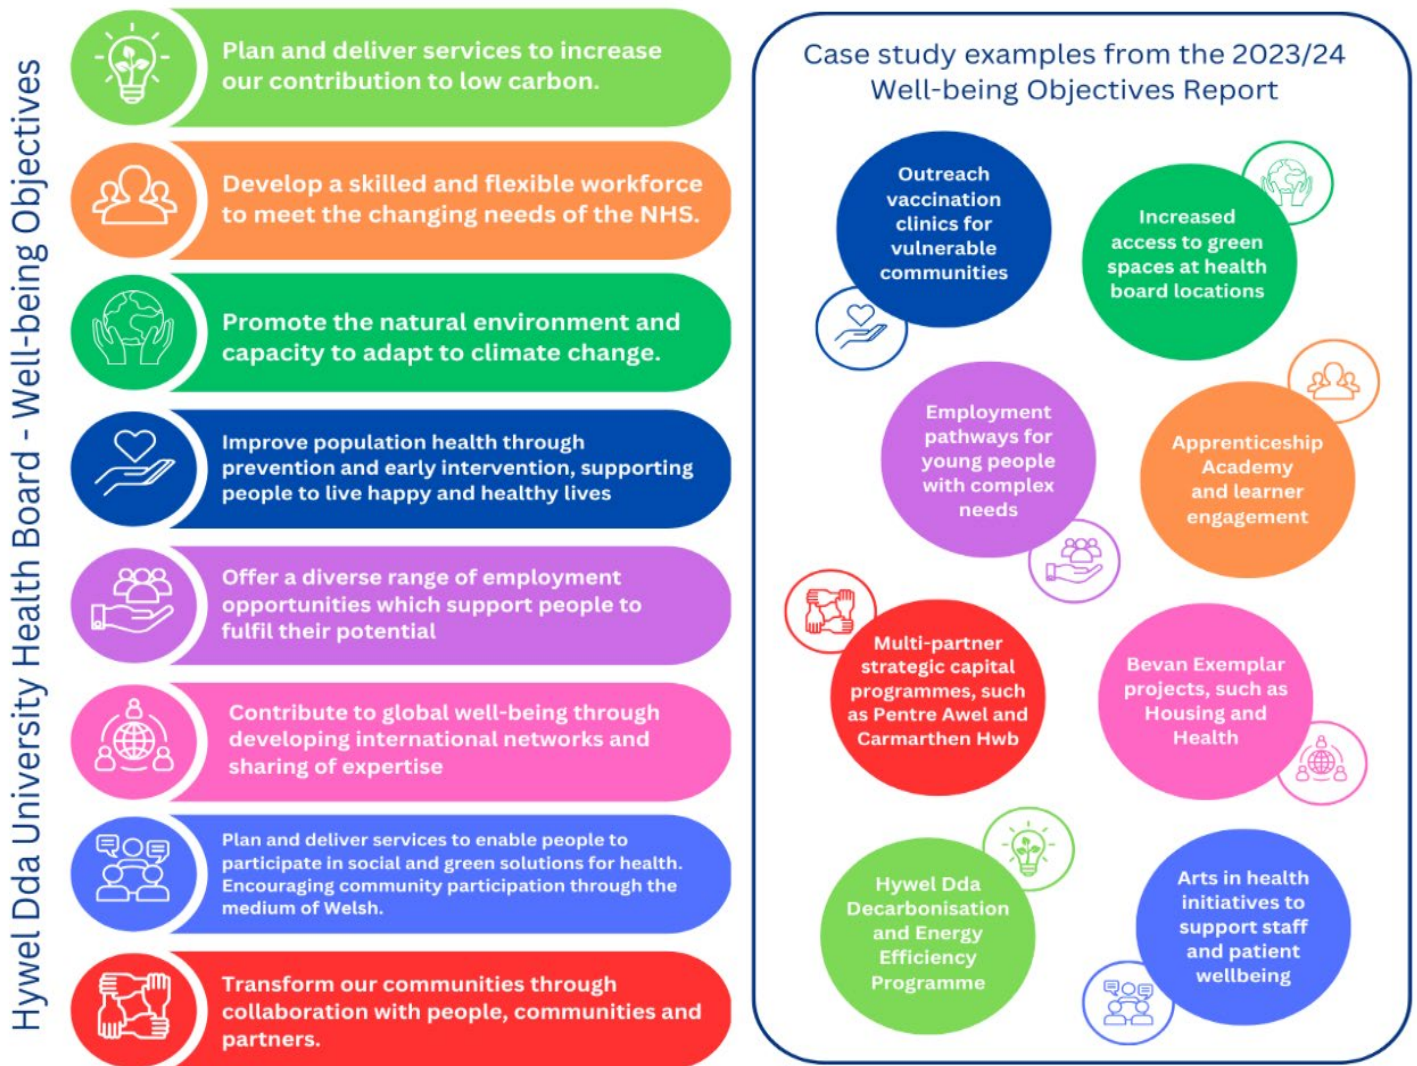 Hywel Dda University Health Board - Well-being Objectives
Plan and deliver services to increase
our contribution to low carbon.
Develop a skilled and flexible workforce
to meet the changing needs of the NHS.
Promote the natural environment and
capacity to adapt to climate change.
Improve population health through
prevention and early intervention, supporting
people to live happy and healthy lives
Offer a diverse range of employment
opportunities which support people to
fulfil their potential
Contribute to global well-being through
developing international networks and
sharing of expertise
Plan and deliver services to enable people to
participate in social and green solutions for health.
Encouraging community participation through the
medium of Welsh.
Transform our communities through
collaboration with people, communities and
partners.
Case study examples from the 2023/24
Well-being Objectives Report
Outreach
vaccination
clinics for
vulnerable
communities
Increased
access to green
spaces at health
board locations
Employment
pathways for
young people
with complex
needs
Apprenticeship
Academy
and learner
engagement
Multi-partner
strategic capital
programmes, such
as Pentre Awel and
Carmarthen Hwb
Bevan Exemplar
projects, such as
Housing and
Health
Hywel Dda
Decarbonisation
and Energy
Efficiency
Programme
Arts in health
initiatives to
support staff
and patient
wellbeing